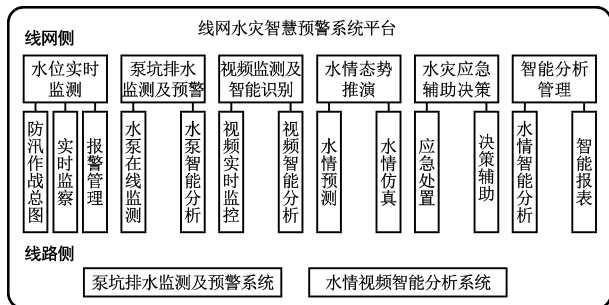 线网水灾智慧预警系统平台
线网侧
水位实时
监测
泵坑排水
监测及预警
视频监测及
智能识别
水情态势
推演
水灾应急
辅助决策
智能分析
管理
防汛作战总图
实时监察
报警管理
水泵在线监测
水泵智能分析
视频实时监控
视频智能分析
水情预测
水情仿真
应急处置
决策辅助
水情智能分析
智能报表
线路侧
泵坑排水监测及预警系统
水情视频智能分析系统